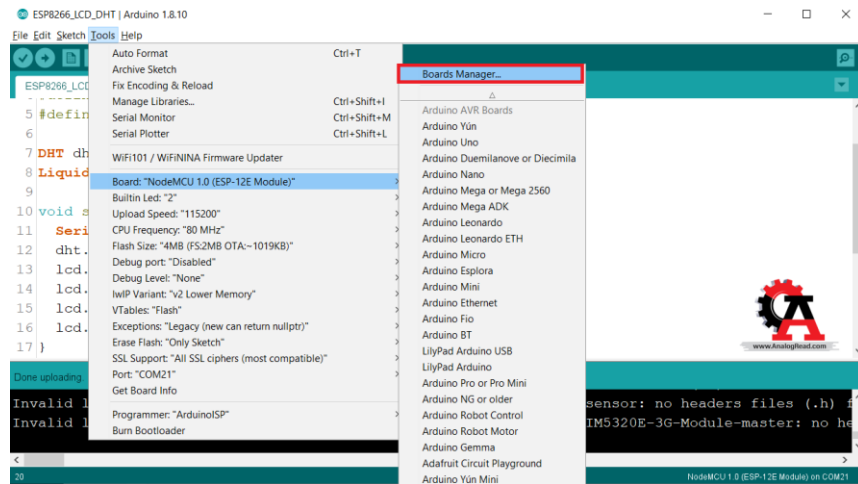 ESP8266_LCD_DHT | Arduino 1.8.10
File Edit Sketch Tools Help
ESP8266_LCD
5 #defin
6
7 DHT dh
8 Liquid
9
10 void s
11 Seri
12 dht.
13 lcd.
14 lcd.
15 lcd.
16 lcd.
17 }
Auto Format Ctrl+T
Archive Sketch
Fix Encoding & Reload
Manage Libraries... Ctrl+Shift+I
Serial Monitor Ctrl+Shift+M
Serial Plotter Ctrl+Shift+L
WiFi101 / WiFiNINA Firmware Updater
Board: "NodeMCU 1.0 (ESP-12E Module)"
Builtin Led: "2"
Upload Speed: "115200"
CPU Frequency: "80 MHz"
Flash Size: "4MB (FS:2MB OTA:~1019KB)"
Debug port: "Disabled"
Debug Level: "None"
lwIP Variant: "v2 Lower Memory"
VTables: "Flash"
Exceptions: "Legacy (new can return nullptr)"
Erase Flash: "Only Sketch"
SSL Support: "All SSL ciphers (most compatible)"
Port: "COM21"
Get Board Info
Programmer: "ArduinoISP"
Burn Bootloader
Boards Manager...
Arduino AVR Boards
Arduino Yún
Arduino Uno
Arduino Duemilanove or Diecimila
Arduino Nano
Arduino Mega or Mega 2560
Arduino Mega ADK
Arduino Leonardo
Arduino Leonardo ETH
Arduino Micro
Arduino Esplora
Arduino Mini
Arduino Ethernet
Arduino Fio
Arduino BT
LilyPad Arduino USB
LilyPad Arduino
Arduino Pro or Pro Mini
Arduino NG or older
Arduino Robot Control
Arduino Robot Motor
Arduino Gemma
Adafruit Circuit Playground
Arduino Yún Mini
www.AnalogRead.com
Done uploading.
Invalid l sensor: no headers files (.h) f
Invalid l IM5320E-3G-Module-master: no he
20 NodeMCU 1.0 (ESP-12E Module) on COM21